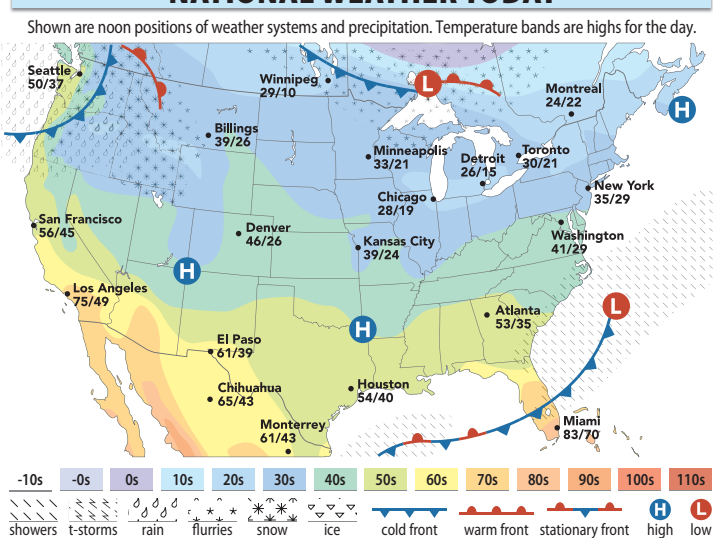 NATIONAL WEATHER TODAY
Shown are noon positions of weather systems and precipitation. Temperature bands are highs for the day.
Seattle
50/37
Winnipeg
29/10
L
Montreal
24/22
H
Billings
39/26
Minneapolis
33/21
Detroit
26/15
Toronto
30/21
New York
35/29
Chicago
28/19
San Francisco
56/45
Denver
46/26
Kansas City
39/24
Washington
41/29
H
Los Angeles
75/49
L
H
Atlanta
53/35
El Paso
61/39
Chihuahua
65/43
Houston
54/40
Monterrey
61/43
Miami
83/70
-10s -0s 0s 10s 20s 30s 40s 50s 60s 70s 80s 90s 100s 110s
H L
showers t-storms rain flurries snow ice cold front warm front stationary front high low